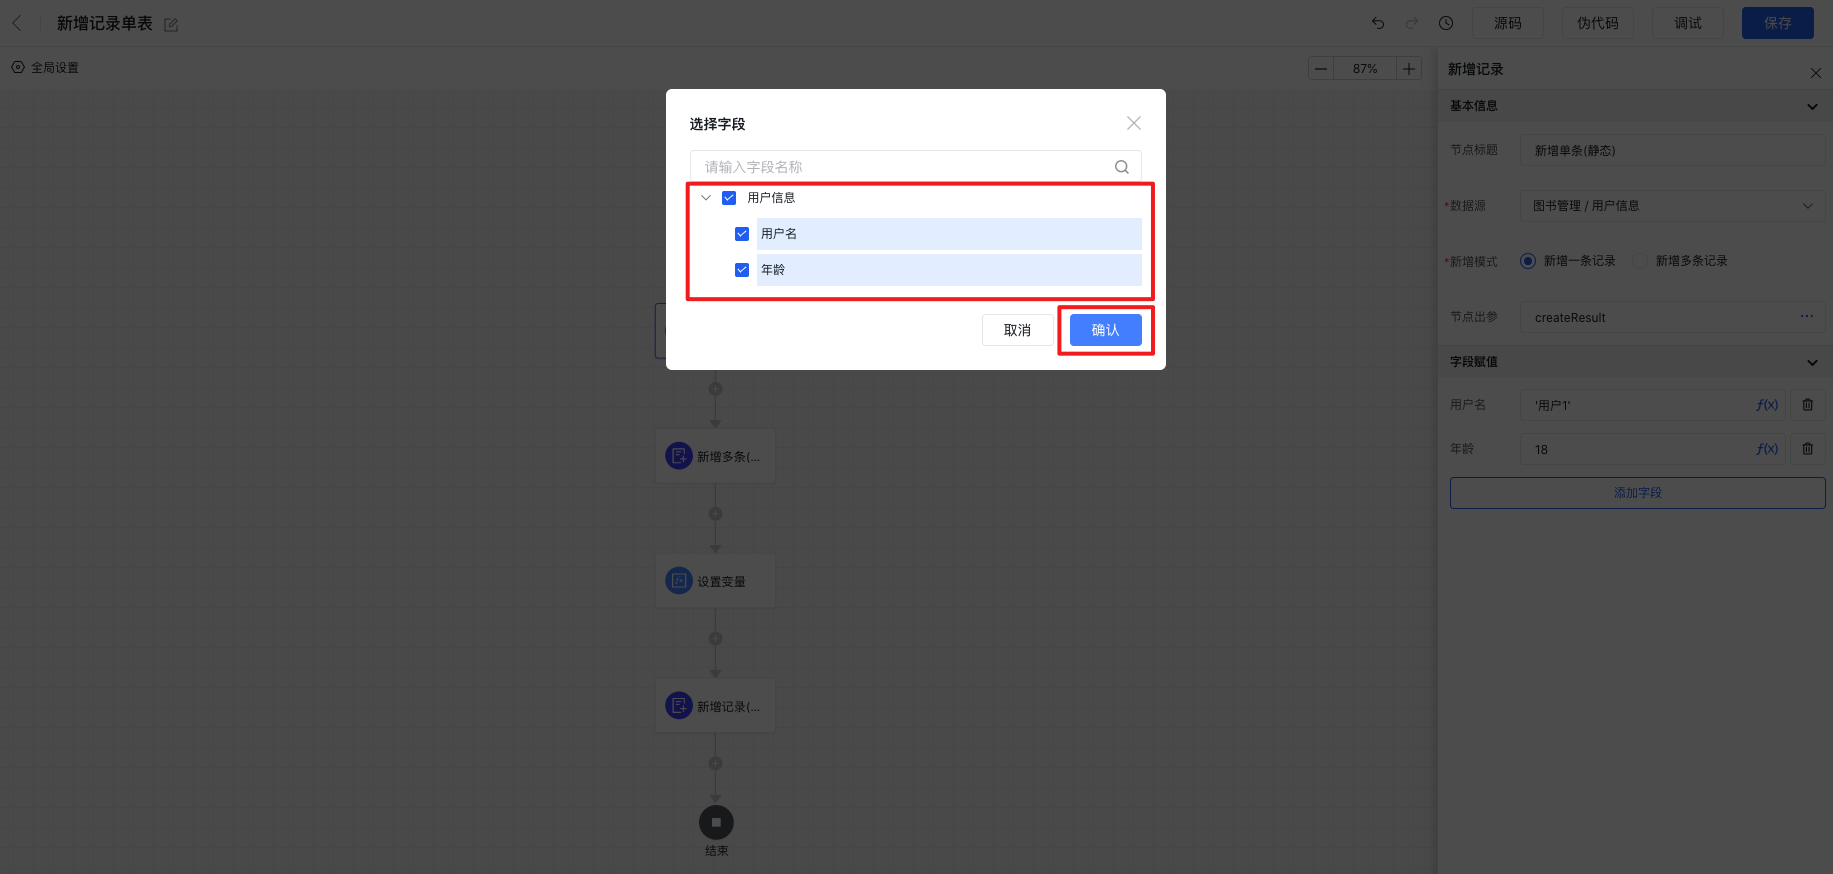 新增记录单表
源码
伪代码
调试
保存
全局设置
87%
新增记录
基本信息
节点标题
新增单条(静态)
*数据源
图书管理 / 用户信息
*新增模式
新增一条记录
新增多条记录
节点出参
createResult
字段赋值
用户名
'用户1'
ƒ(x)
年龄
18
ƒ(x)
添加字段
选择字段
请输入字段名称
用户信息
用户名
年龄
取消
确认
新增多条(...
设置变量
新增记录(...
结束